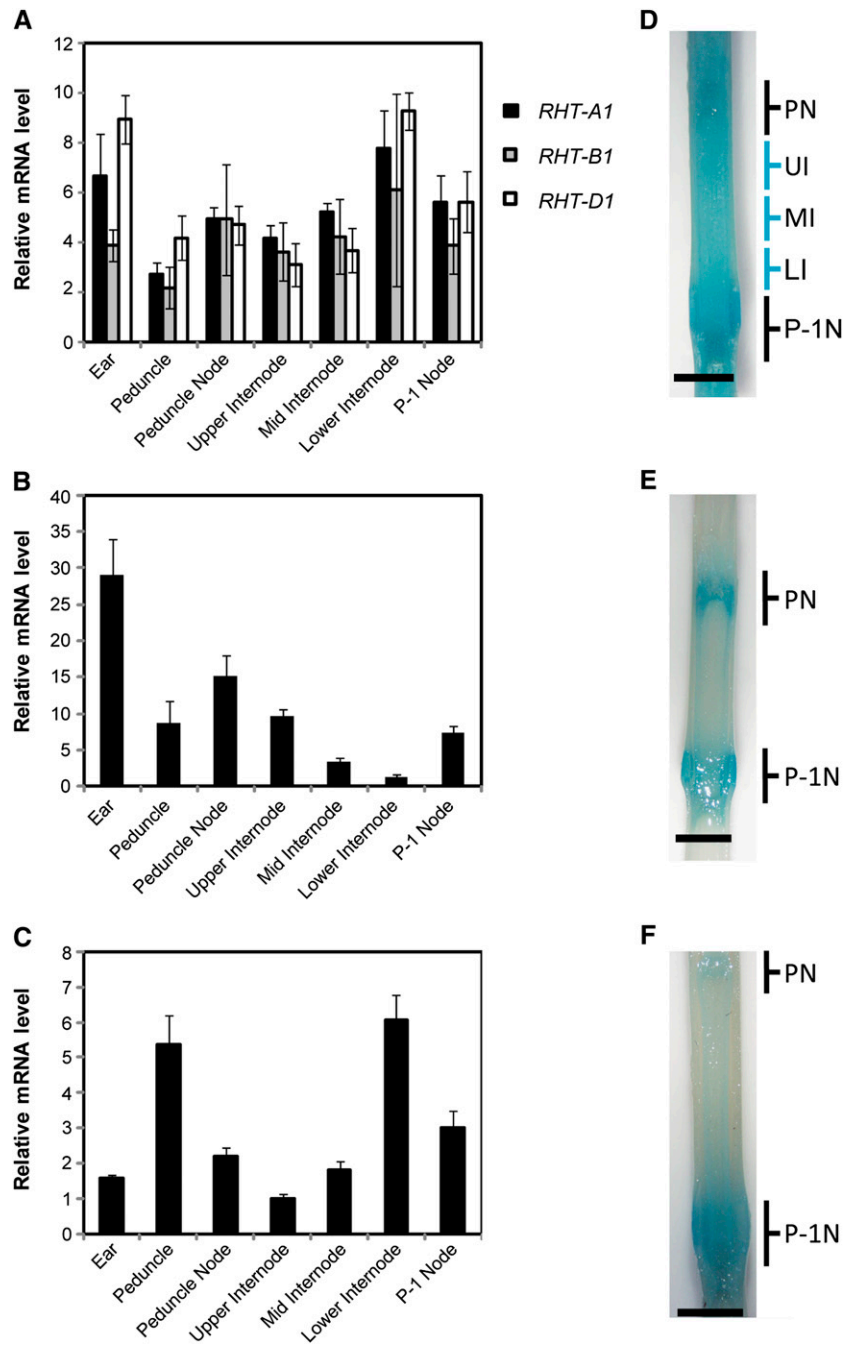 A
Relative mRNA level
12
10
8
6
4
2
0
Ear
Peduncle
Peduncle Node
Upper Internode
Mid Internode
Lower Internode
P-1 Node
RHT-A1
RHT-B1
RHT-D1
D
PN
UI
MI
LI
P-1N
B
Relative mRNA level
40
35
30
25
20
15
10
5
0
Ear
Peduncle
Peduncle Node
Upper Internode
Mid Internode
Lower Internode
P-1 Node
E
PN
P-1N
C
Relative mRNA level
8
7
6
5
4
3
2
1
0
Ear
Peduncle
Peduncle Node
Upper Internode
Mid Internode
Lower Internode
P-1 Node
F
PN
P-1N